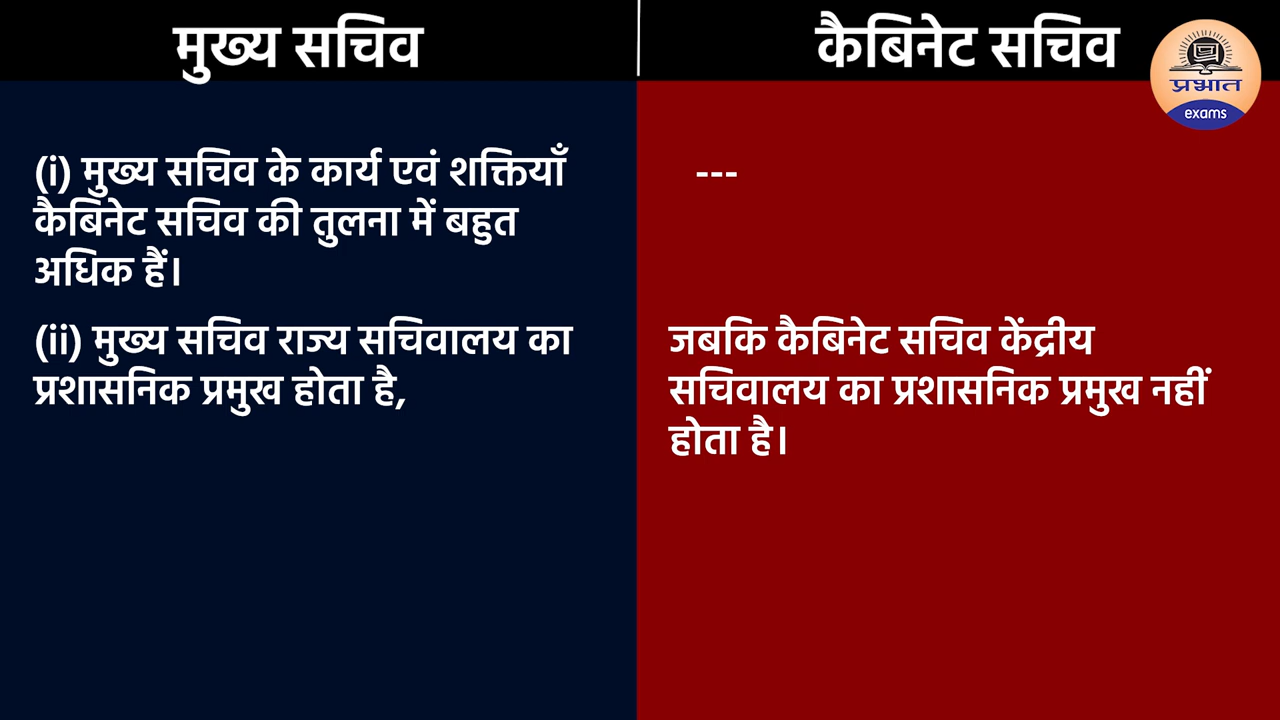 मुख्य सचिव
कैबिनेट सचिव
प्रभात
exams
(i) मुख्य सचिव के कार्य एवं शक्तियाँ
कैबिनेट सचिव की तुलना में बहुत
अधिक हैं।
---
(ii) मुख्य सचिव राज्य सचिवालय का
प्रशासनिक प्रमुख होता है,
जबकि कैबिनेट सचिव केंद्रीय
सचिवालय का प्रशासनिक प्रमुख नहीं
होता है।